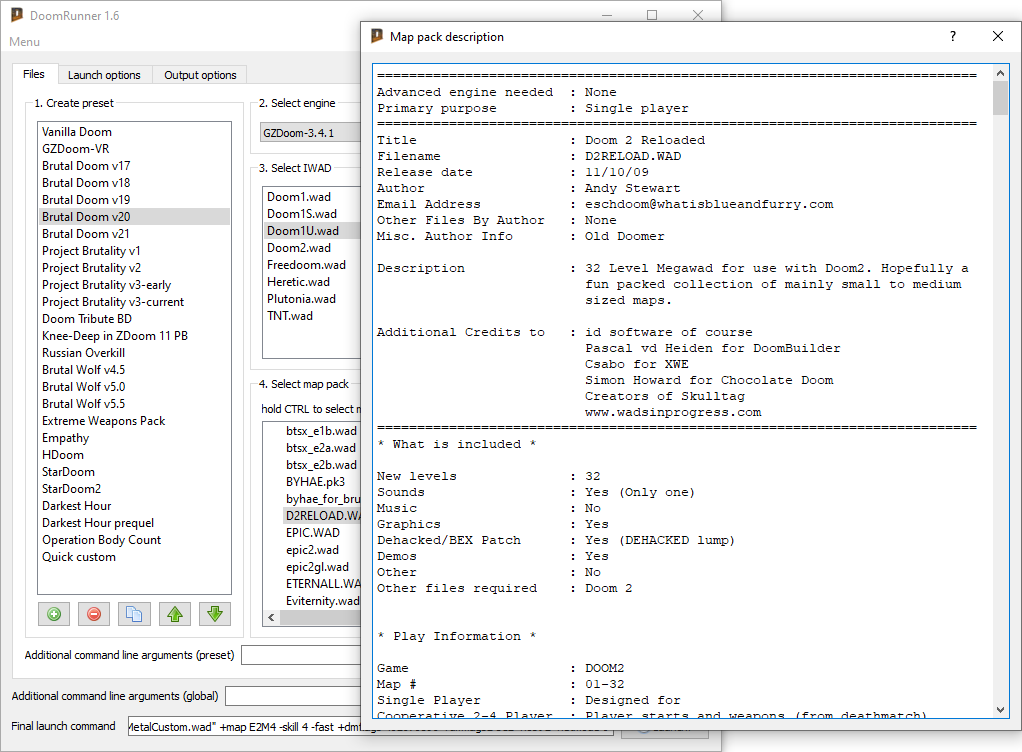 DoomRunner 1.6
Menu
Files
Launch options
Output options
1. Create preset
Vanilla Doom
GZDoom-VR
Brutal Doom v17
Brutal Doom v18
Brutal Doom v19
Brutal Doom v20
Brutal Doom v21
Project Brutality v1
Project Brutality v2
Project Brutality v3-early
Project Brutality v3-current
Doom Tribute BD
Knee-Deep in ZDoom 11 PB
Russian Overkill
Brutal Wolf v4.5
Brutal Wolf v5.0
Brutal Wolf v5.5
Extreme Weapons Pack
Empathy
HDoom
StarDoom
StarDoom2
Darkest Hour
Darkest Hour prequel
Operation Body Count
Quick custom
2. Select engine
GZDoom-3.4.1
3. Select IWAD
Doom1.wad
Doom1S.wad
Doom1U.wad
Doom2.wad
Freedoom.wad
Heretic.wad
Plutonia.wad
TNT.wad
4. Select map pack
hold CTRL to select
btsx_e1b.wad
btsx_e2a.wad
btsx_e2b.wad
BYHAE.pk3
byhae_for_bru
D2RELOAD.WA
EPIC.WAD
epic2.wad
epic2gl.wad
ETERNALL.WA
Eviternity.wad
Additional command line arguments (preset)
Additional command line arguments (global)
Final launch command
MetalCustom.wad" +map E2M4 -skill 4 -fast
Map pack description
?
===========================================================================
Advanced engine needed : None
Primary purpose : Single player
===========================================================================
Title : Doom 2 Reloaded
Filename : D2RELOAD.WAD
Release date : 11/10/09
Author : Andy Stewart
Email Address : eschdoom@whatisblueandfurry.com
Other Files By Author : None
Misc. Author Info : Old Doomer
Description : 32 Level Megawad for use with Doom2. Hopefully a
fun packed collection of mainly small to medium
sized maps.
Additional Credits to : id software of course
Pascal vd Heiden for DoomBuilder
Csabo for XWE
Simon Howard for Chocolate Doom
Creators of Skulltag
www.wadsinprogress.com
===========================================================================
* What is included *
New levels : 32
Sounds : Yes (Only one)
Music : No
Graphics : Yes
Dehacked/BEX Patch : Yes (DEHACKED lump)
Demos : Yes
Other : No
Other files required : Doom 2
* Play Information *
Game : DOOM2
Map # : 01-32
Single Player : Designed for
Cooperative 2-4 Player : Player starts and weapons (from deathmatch)